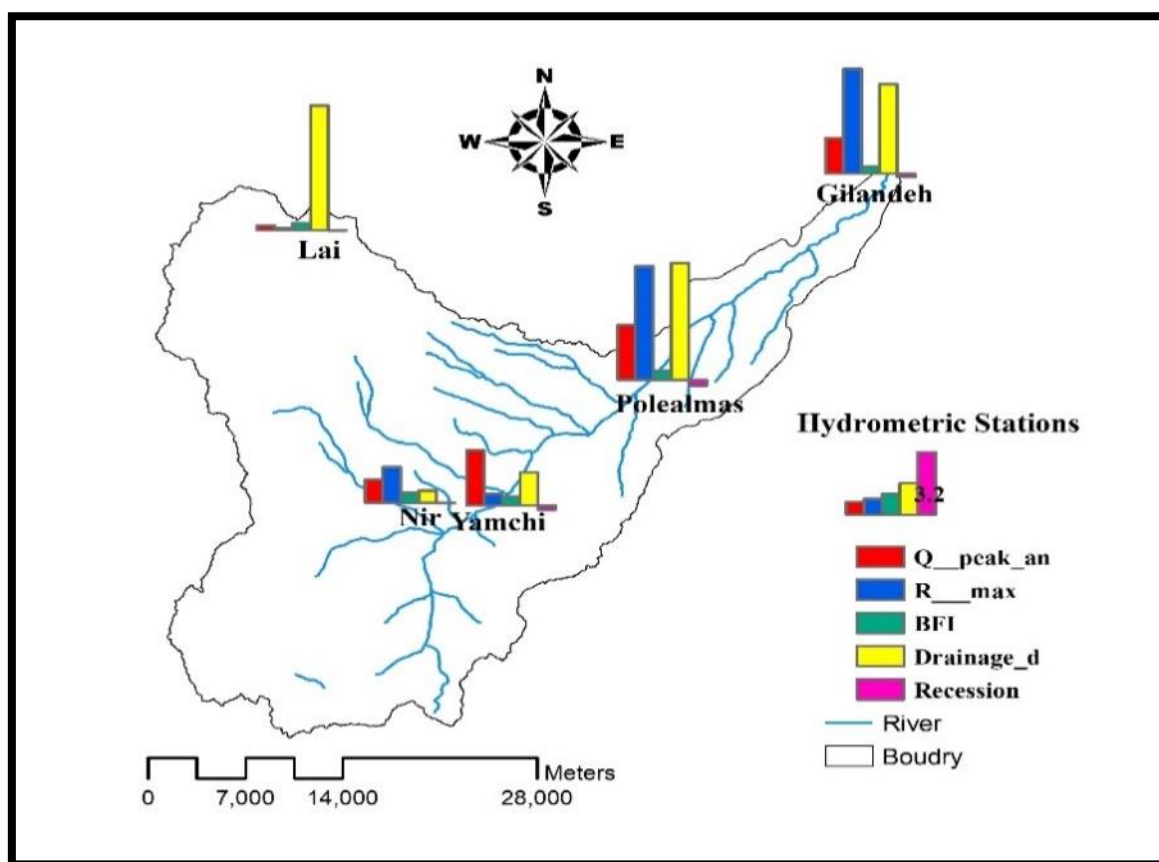 N
W E
S
Gilandeh
Lai
Polealmas
Hydrometric Stations
3.2
Nir
Yamchi
Q__peak_an
R___max
BFI
Drainage_d
Recession
River
Boudry
Meters
0 7,000 14,000 28,000